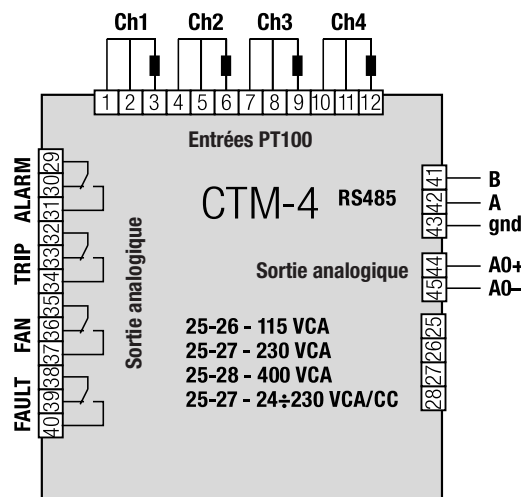 Ch1 Ch2 Ch3 Ch4
1 2 3 4 5 6 7 8 9 10 11 12
Entrées PT100
CTM-4 RS485
ALARM
29
30
31
TRIP
32
33
34
FAN
35
36
37
FAULT
38
39
40
Sortie analogique
41 B
42 A
43 gnd
Sortie analogique
44 AO+
45 AO–
25-26 - 115 VCA
25-27 - 230 VCA
25-28 - 400 VCA
25-27 - 24÷230 VCA/CC
25
26
27
28